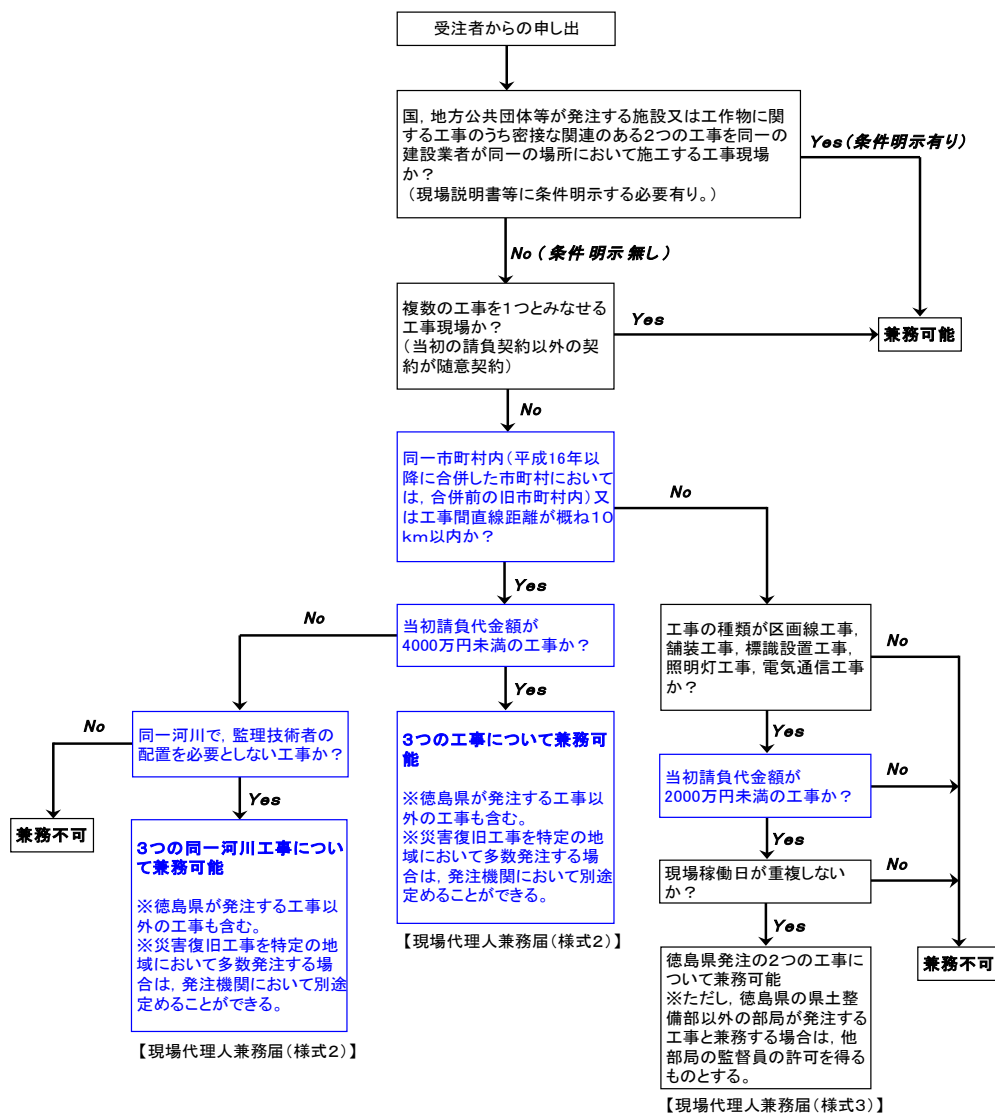 受注者からの申し出
国，地方公共団体等が発注する施設又は工作物に関
する工事のうち密接な関連のある２つの工事を同一の
建設業者が同一の場所において施工する工事現場
か？
（現場説明書等に条件明示する必要有り。）
Yes（条件明示有り）
No（条件明示無し）
複数の工事を１つとみなせる
工事現場か？
（当初の請負契約以外の契
約が随意契約）
Yes
兼務可能
No
同一市町村内（平成16年以
降に合併した市町村において
は，合併前の旧市町村内）又
は工事間直線距離が概ね１０
ｋｍ以内か？
No
Yes
No
当初請負代金額が
4000万円未満の工事か？
工事の種類が区画線工事，
舗装工事，標識設置工事，
照明灯工事，電気通信工事
か？
No
Yes
No
同一河川で，監理技術者の
配置を必要としない工事か？
３つの工事について兼務可
能
※徳島県が発注する工事以
外の工事も含む。
※災害復旧工事を特定の地
域において多数発注する場
合は，発注機関において別途
定めることができる。
Yes
当初請負代金額が
2000万円未満の工事か？
No
Yes
兼務不可
３つの同一河川工事につい
て兼務可能
※徳島県が発注する工事以
外の工事も含む。
※災害復旧工事を特定の地
域において多数発注する場
合は，発注機関において別途
定めることができる。
Yes
現場稼働日が重複しない
か？
No
【現場代理人兼務届（様式２）】
Yes
兼務不可
徳島県発注の２つの工事に
ついて兼務可能
※ただし，徳島県の県土整
備部以外の部局が発注する
工事と兼務する場合は，他
部局の監督員の許可を得る
ものとする。
【現場代理人兼務届（様式２）】
【現場代理人兼務届（様式３）】